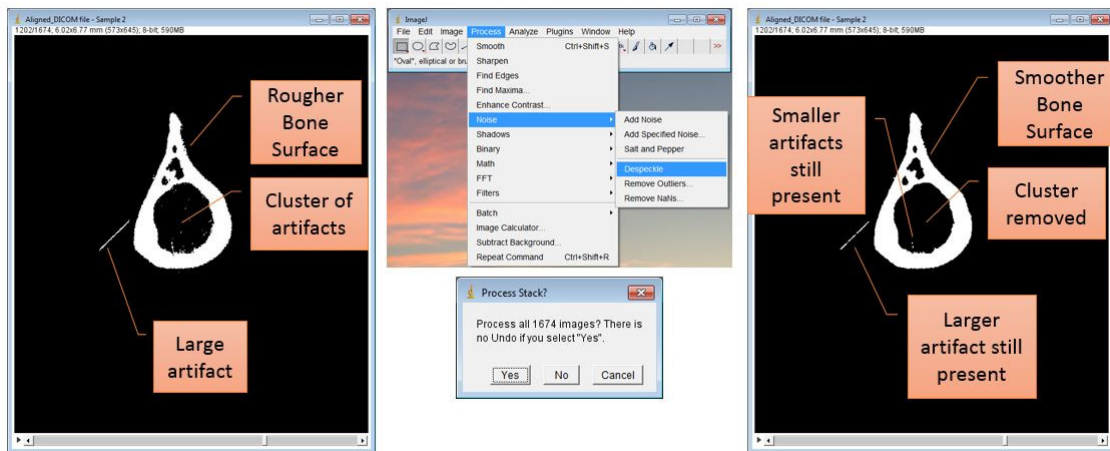 Aligned_DICOM file - Sample 2
1202/1674; 6.02x6.77 mm (573x645); 8-bit; 590MB
Rougher
Bone
Surface
Cluster of
artifacts
Large
artifact
ImageJ
File Edit Image Process Analyze Plugins Window Help
>>
"Oval", elliptical or bru
Smooth Ctrl+Shift+S
Sharpen
Find Edges
Find Maxima...
Enhance Contrast...
Noise
Shadows
Binary
Math
FFT
Filters
Batch
Image Calculator...
Subtract Background...
Repeat Command Ctrl+Shift+R
Add Noise
Add Specified Noise...
Salt and Pepper
Despeckle
Remove Outliers...
Remove NaNs...
Process Stack?
Process all 1674 images? There is
no Undo if you select "Yes".
Yes No Cancel
Aligned_DICOM file - Sample 2
1202/1674; 6.02x6.77 mm (573x645); 8-bit; 590MB
Smaller
artifacts
still
present
Smoother
Bone
Surface
Cluster
removed
Larger
artifact still
present